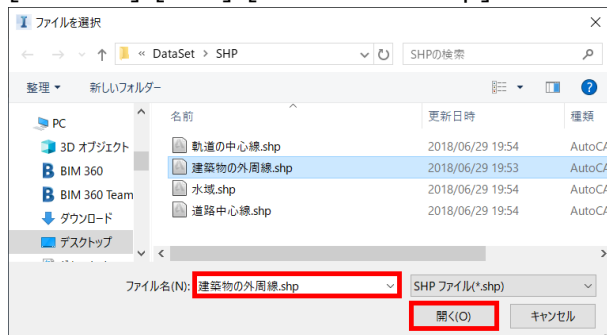 ファイルを選択
« DataSet > SHP
SHPの検索
整理 新しいフォルダー
名前 更新日時 種類
PC
3D オブジェクト
BIM 360
BIM 360 Team
ダウンロード
デスクトップ
軌道の中心線.shp 2018/06/29 19:54 AutoCA
建築物の外周線.shp 2018/06/29 19:53 AutoCA
水域.shp 2018/06/29 19:54 AutoCA
道路中心線.shp 2018/06/29 19:54 AutoCA
ファイル名(N): 建築物の外周線.shp SHP ファイル(*.shp)
開く(O) キャンセル